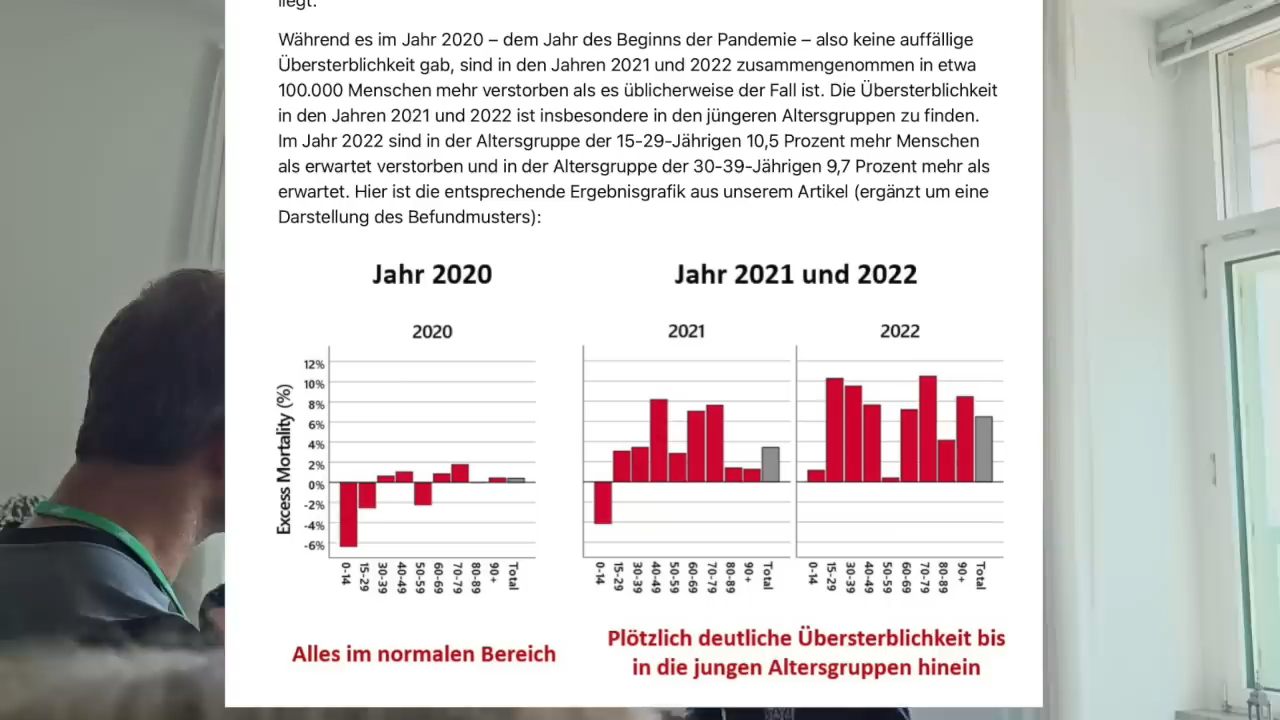 liegt.
Während es im Jahr 2020 – dem Jahr des Beginns der Pandemie – also keine auffällige
Übersterblichkeit gab, sind in den Jahren 2021 und 2022 zusammengenommen in etwa
100.000 Menschen mehr verstorben als es üblicherweise der Fall ist. Die Übersterblichkeit
in den Jahren 2021 und 2022 ist insbesondere in den jüngeren Altersgruppen zu finden.
Im Jahr 2022 sind in der Altersgruppe der 15-29-Jährigen 10,5 Prozent mehr Menschen
als erwartet verstorben und in der Altersgruppe der 30-39-Jährigen 9,7 Prozent mehr als
erwartet. Hier ist die entsprechende Ergebnisgrafik aus unserem Artikel (ergänzt um eine
Darstellung des Befundmusters):
Jahr 2020
Jahr 2021 und 2022
2020
2021
2022
Excess Mortality (%)
12%
10%
8%
6%
4%
2%
0%
-2%
-4%
-6%
0-14
15-29
30-39
40-49
50-59
60-69
70-79
80-89
90+
Total
0-14
15-29
30-39
40-49
50-59
60-69
70-79
80-89
90+
Total
0-14
15-29
30-39
40-49
50-59
60-69
70-79
80-89
90+
Total
Alles im normalen Bereich
Plötzlich deutliche Übersterblichkeit bis
in die jungen Altersgruppen hinein